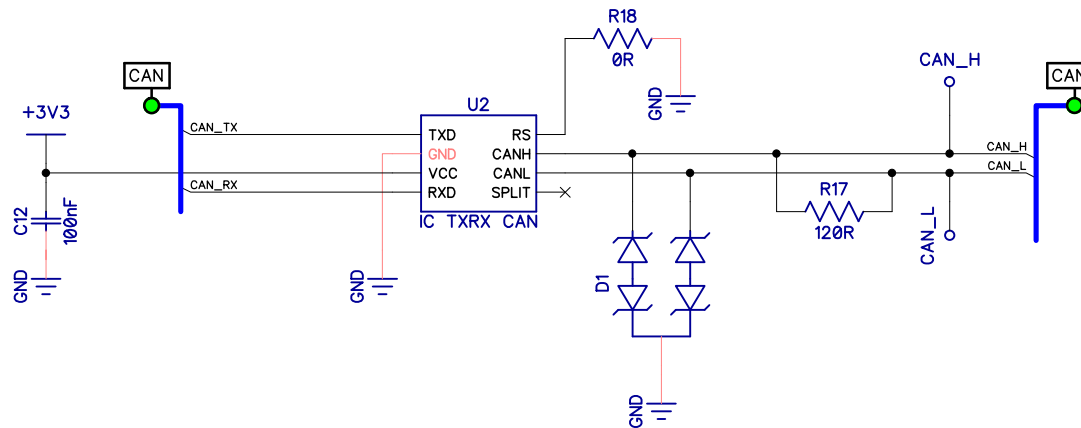 R18
0R
GND
CAN
+3V3
C12
100nF
GND
CAN_TX
CAN_RX
GND
U2
TXD
GND
VCC
RXD
RS
CANH
CANL
SPLIT
IC TXRX CAN
D1
GND
R17
120R
CAN_H
CAN_L
CAN_H
CAN_L
CAN